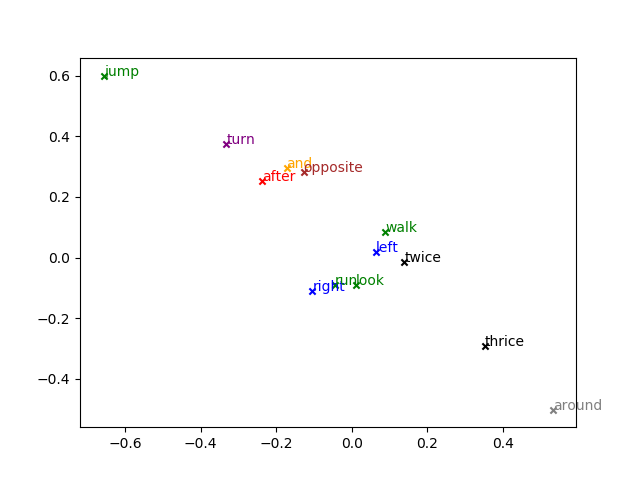 0.6
0.4
0.2
0.0
−0.2
−0.4
jump
turn
and
opposite
after
walk
left
twice
right
run
look
thrice
around
−0.6
−0.4
−0.2
0.0
0.2
0.4